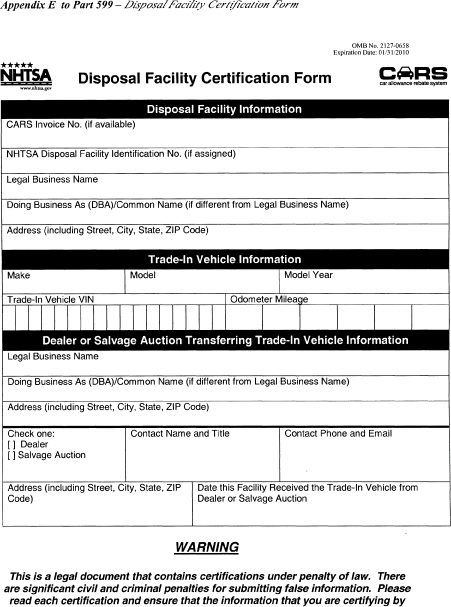 Appendix E to Part 599 – Disposal Facility Certification Form
OMB No. 2127-0658
Expiration Date: 01/31/2010
NHTSA
www.nhtsa.gov
Disposal Facility Certification Form
CARS
car allowance rebate system
Disposal Facility Information
CARS Invoice No. (if available)
NHTSA Disposal Facility Identification No. (if assigned)
Legal Business Name
Doing Business As (DBA)/Common Name (if different from Legal Business Name)
Address (including Street, City, State, ZIP Code)
Trade-In Vehicle Information
Make Model Model Year
Trade-In Vehicle VIN Odometer Mileage
Dealer or Salvage Auction Transferring Trade-In Vehicle Information
Legal Business Name
Doing Business As (DBA)/Common Name (if different from Legal Business Name)
Address (including Street, City, State, ZIP Code)
Check one: Contact Name and Title Contact Phone and Email
[ ] Dealer
[ ] Salvage Auction
Address (including Street, City, State, ZIP Date this Facility Received the Trade-In Vehicle from
Code) Dealer or Salvage Auction
WARNING
This is a legal document that contains certifications under penalty of law. There
are significant civil and criminal penalties for submitting false information. Please
read each certification and ensure that the information that you are certifying by